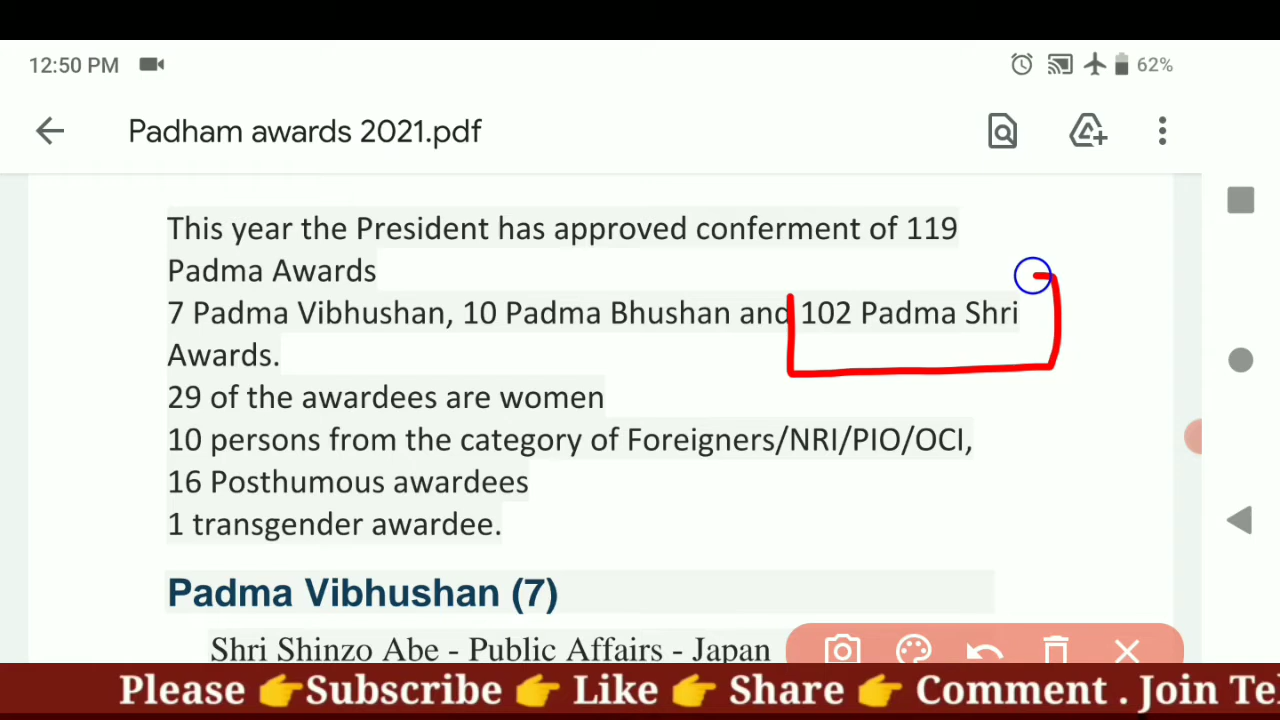 12:50 PM 62%
Padham awards 2021.pdf
This year the President has approved conferment of 119
Padma Awards
7 Padma Vibhushan, 10 Padma Bhushan and 102 Padma Shri
Awards.
29 of the awardees are women
10 persons from the category of Foreigners/NRI/PIO/OCI,
16 Posthumous awardees
1 transgender awardee.
Padma Vibhushan (7)
Shri Shinzo Abe - Public Affairs - Japan
Please 👉Subscribe 👉 Like 👉 Share 👉 Comment . Join Tel